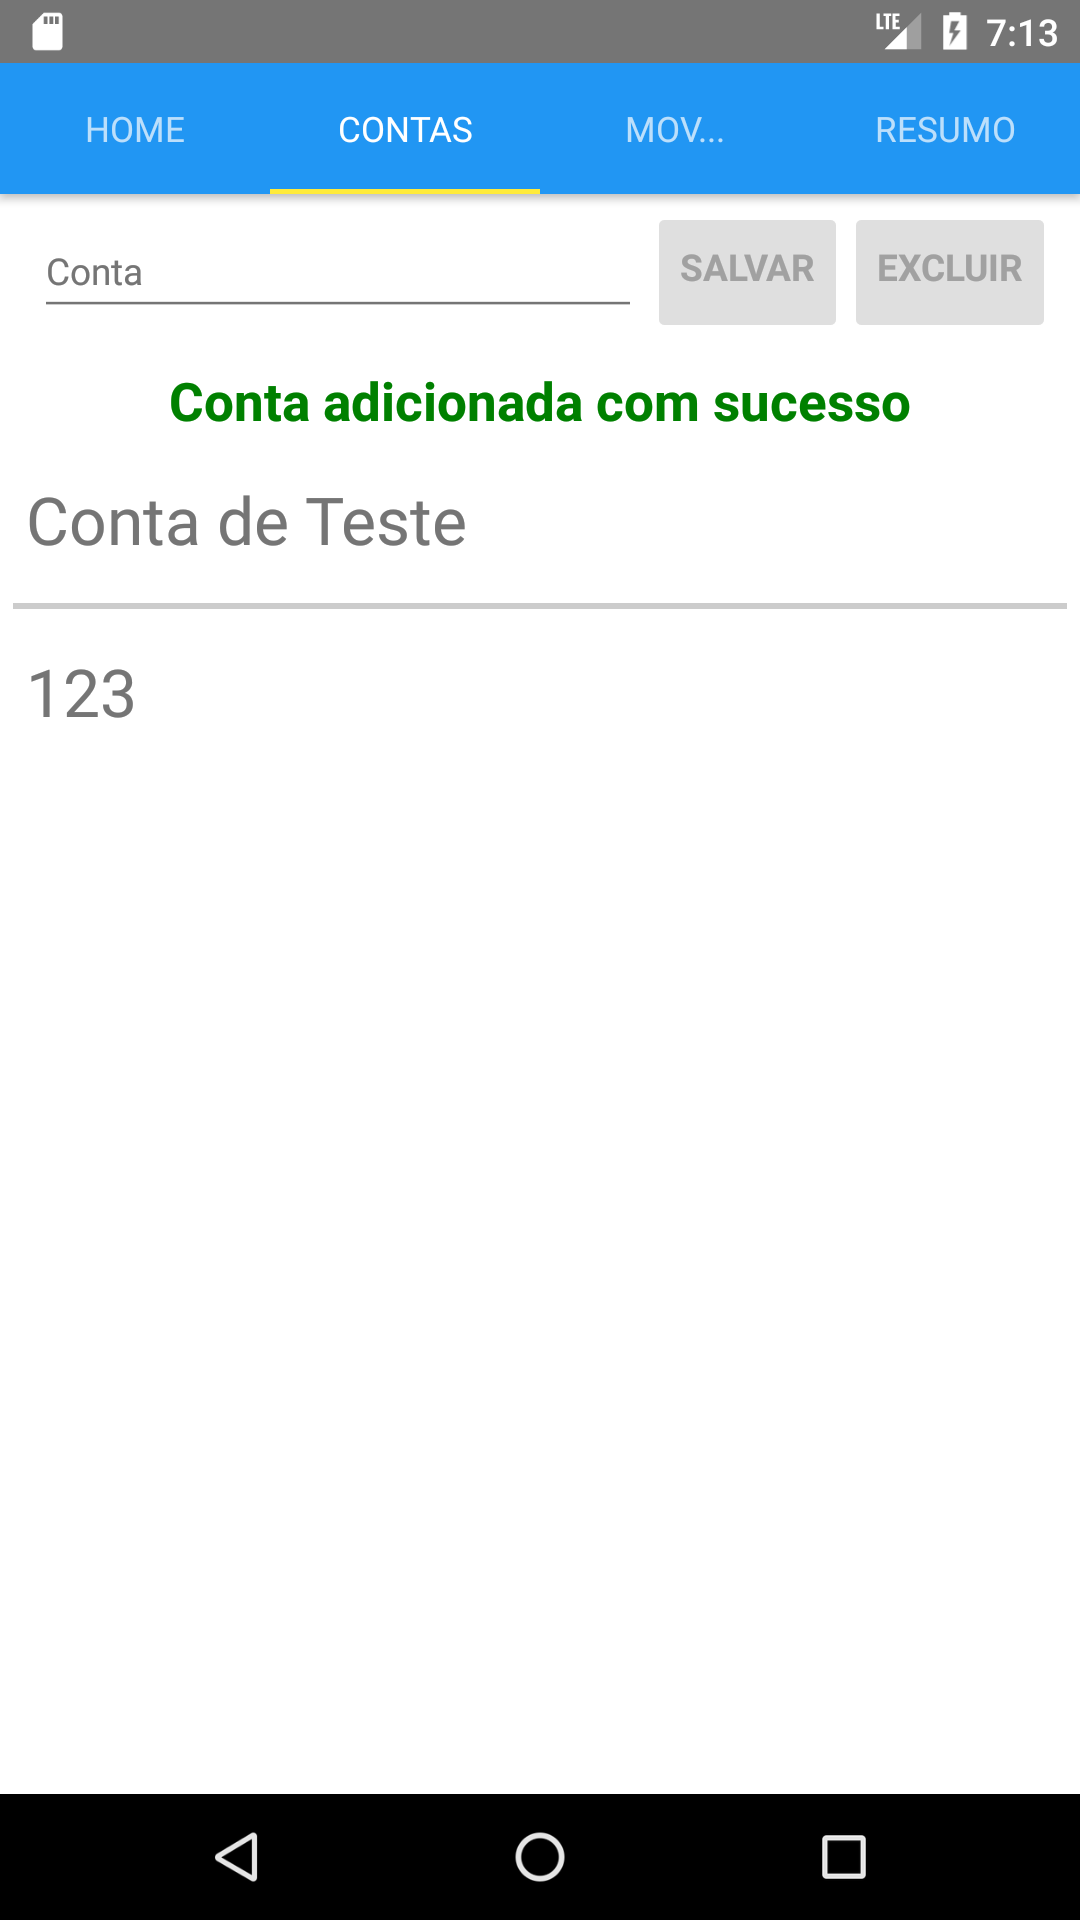 LTE 7:13
HOME CONTAS MOV... RESUMO
Conta SALVAR EXCLUIR
Conta adicionada com sucesso
Conta de Teste
123